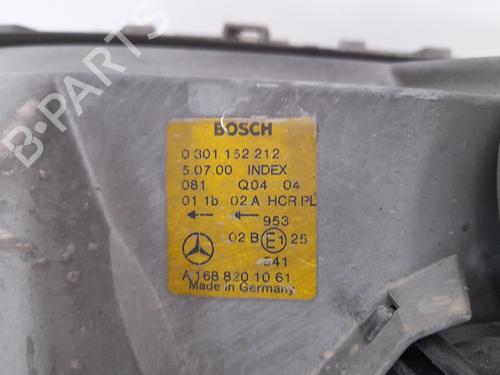 B-PARTS
BOSCH
0 301 152 212
5.07.00 INDEX
081 Q04 04
01 1b 02 A HCR PL
953
02 B E1 25
541
A 168 820 10 61
Made in Germany